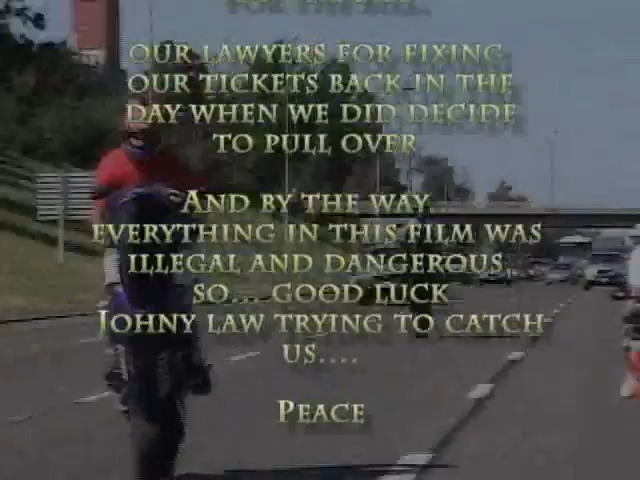 OUR LAWYERS FOR FIXING
OUR TICKETS BACK IN THE
DAY WHEN WE DID DECIDE
TO PULL OVER
AND BY THE WAY..
EVERYTHING IN THIS FILM WAS
ILLEGAL AND DANGEROUS,
SO... GOOD LUCK
JOHNY LAW TRYING TO CATCH
US....
PEACE